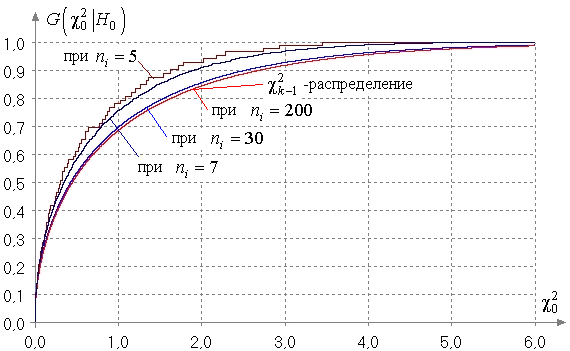 G(χ₀²|H₀)
1.0
при nᵢ = 5
0.9
χ²ₖ₋₁ -распределение
0.8
при nᵢ = 200
0.7
при nᵢ = 30
0.6
при nᵢ = 7
0.5
0.4
0.3
0.2
0.1
χ₀²
0.0
0,0 1,0 2,0 3.0 4.0 5.0 6.0